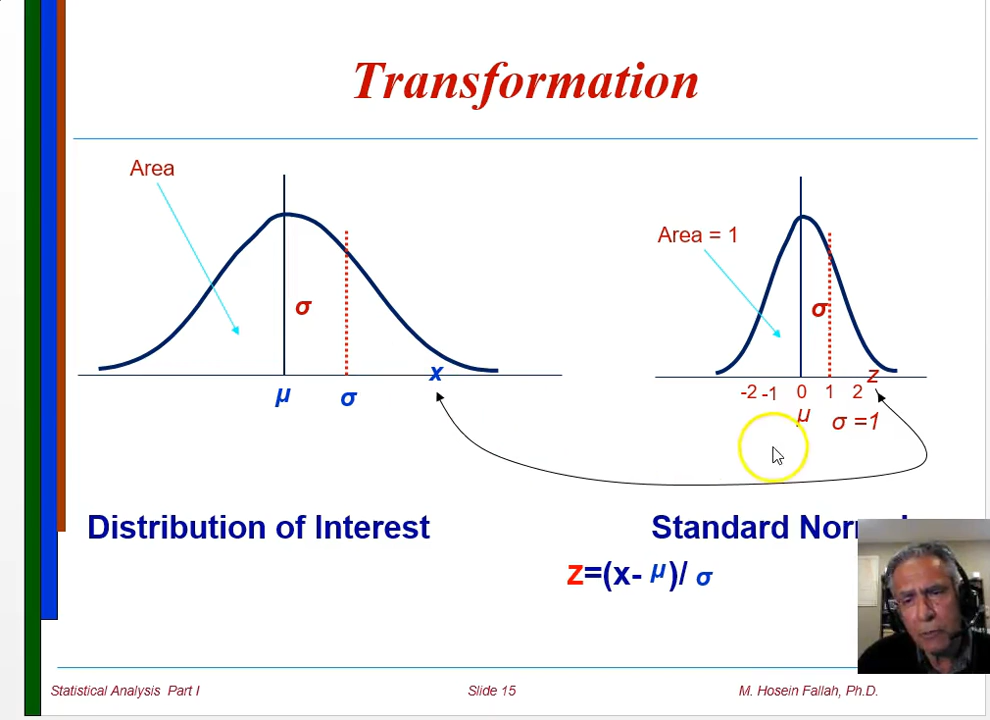 Transformation
Area
Area = 1
σ
σ
x
z
μ
σ
-2 -1 0 1 2
μ σ =1
Distribution of Interest
Standard
z=(x- μ)/ σ
Statistical Analysis Part I
Slide 15
M. Hosein Fallah, Ph.D.